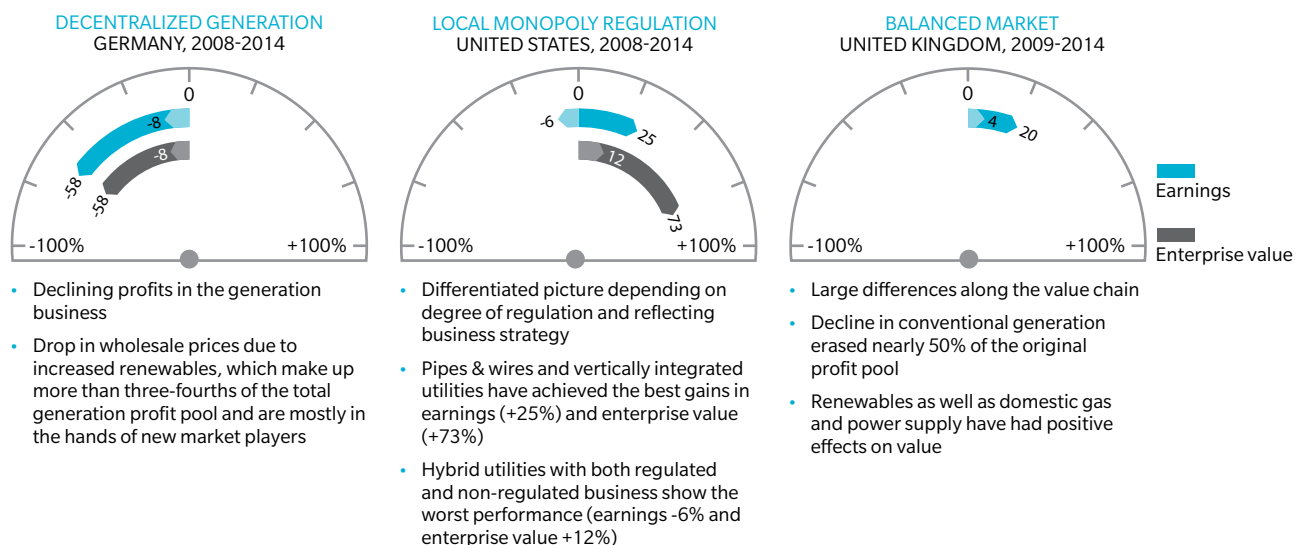 DECENTRALIZED GENERATION
GERMANY, 2008-2014
0
-8
-8
-58
-58
-100%
+100%
• Declining profits in the generation
business
• Drop in wholesale prices due to
increased renewables, which make up
more than three-fourths of the total
generation profit pool and are mostly in
the hands of new market players
LOCAL MONOPOLY REGULATION
UNITED STATES, 2008-2014
0
-6
25
12
73
-100%
+100%
• Differentiated picture depending on
degree of regulation and reflecting
business strategy
• Pipes & wires and vertically integrated
utilities have achieved the best gains in
earnings (+25%) and enterprise value
(+73%)
• Hybrid utilities with both regulated
and non-regulated business show the
worst performance (earnings -6% and
enterprise value +12%)
BALANCED MARKET
UNITED KINGDOM, 2009-2014
0
4
20
-100%
+100%
• Large differences along the value chain
• Decline in conventional generation
erased nearly 50% of the original
profit pool
• Renewables as well as domestic gas
and power supply have had positive
effects on value
Earnings
Enterprise value